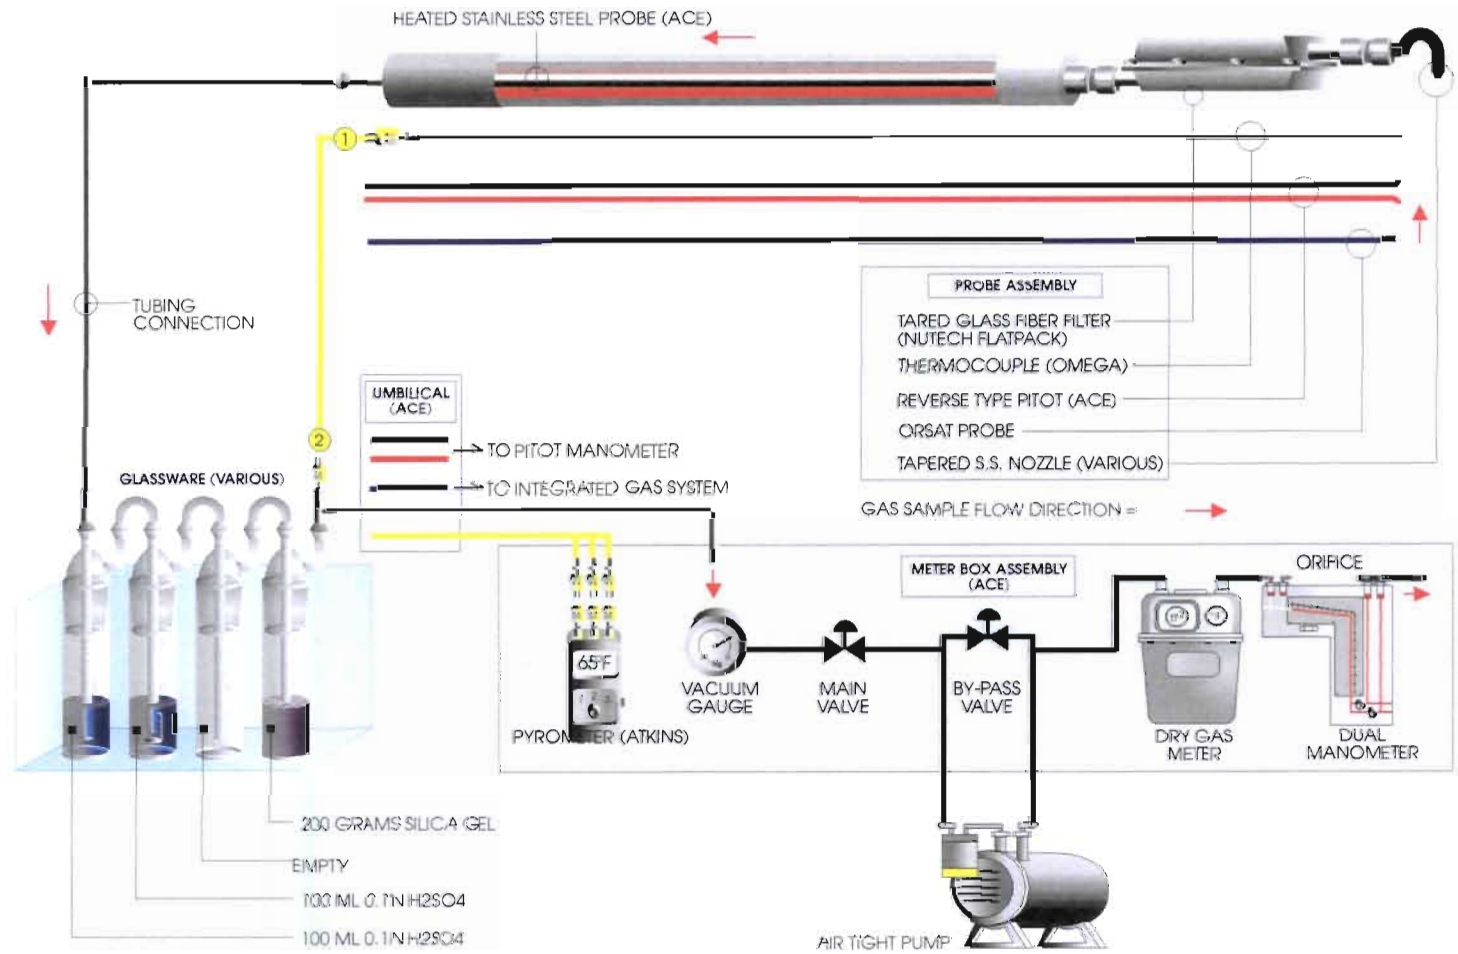 HEATED STAINLESS STEEL PROBE (ACE)
1
TUBING
CONNECTION
PROBE ASSEMBLY
TARED GLASS FIBER FILTER
(NUTECH FLATPACK)
THERMOCOUPLE (OMEGA)
REVERSE TYPE PITOT (ACE)
ORSAT PROBE
TAPERED S.S. NOZZLE (VARIOUS)
UMBILICAL
(ACE)
TO PITOT MANOMETER
TO INTEGRATED GAS SYSTEM
2
GLASSWARE (VARIOUS)
GAS SAMPLE FLOW DIRECTION =
METER BOX ASSEMBLY
(ACE)
ORIFICE
65°F
PYROMETER (ATKINS)
VACUUM
GAUGE
MAIN
VALVE
BY-PASS
VALVE
DRY GAS
METER
DUAL
MANOMETER
200 GRAMS SILICA GEL
EMPTY
100 ML 0.1N H2SO4
100 ML 0.1N H2SO4
AIR TIGHT PUMP